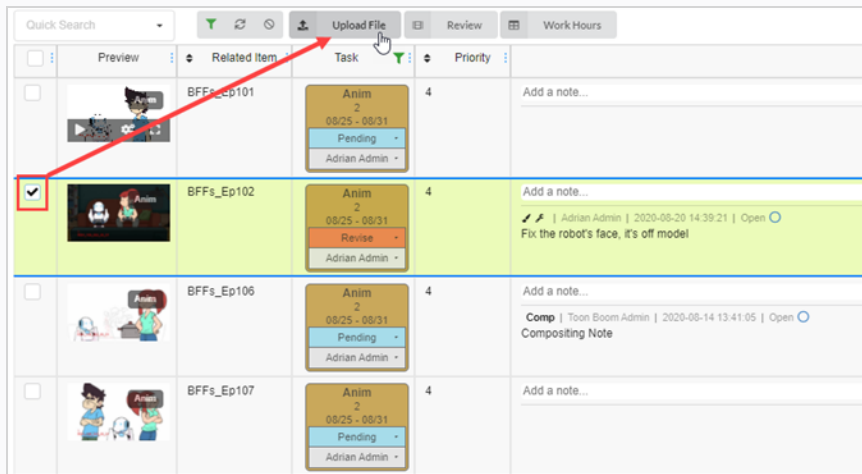 Quick Search
Upload File
Review
Work Hours
Preview
Related Item
Task
Priority
Anim
BFFs_Ep101
Anim
2
08/25 - 08/31
Pending
Adrian Admin
4
Add a note...
Anim
BFFs_Ep102
Anim
2
08/25 - 08/31
Revise
Adrian Admin
4
Add a note...
| Adrian Admin | 2020-08-20 14:39:21 | Open
Fix the robot's face, it's off model
Anim
BFFs_Ep106
Anim
2
08/25 - 08/31
Pending
Adrian Admin
4
Add a note...
Comp | Toon Boom Admin | 2020-08-14 13:41:05 | Open
Compositing Note
Anim
BFFs_Ep107
Anim
2
08/25 - 08/31
Pending
Adrian Admin
4
Add a note...